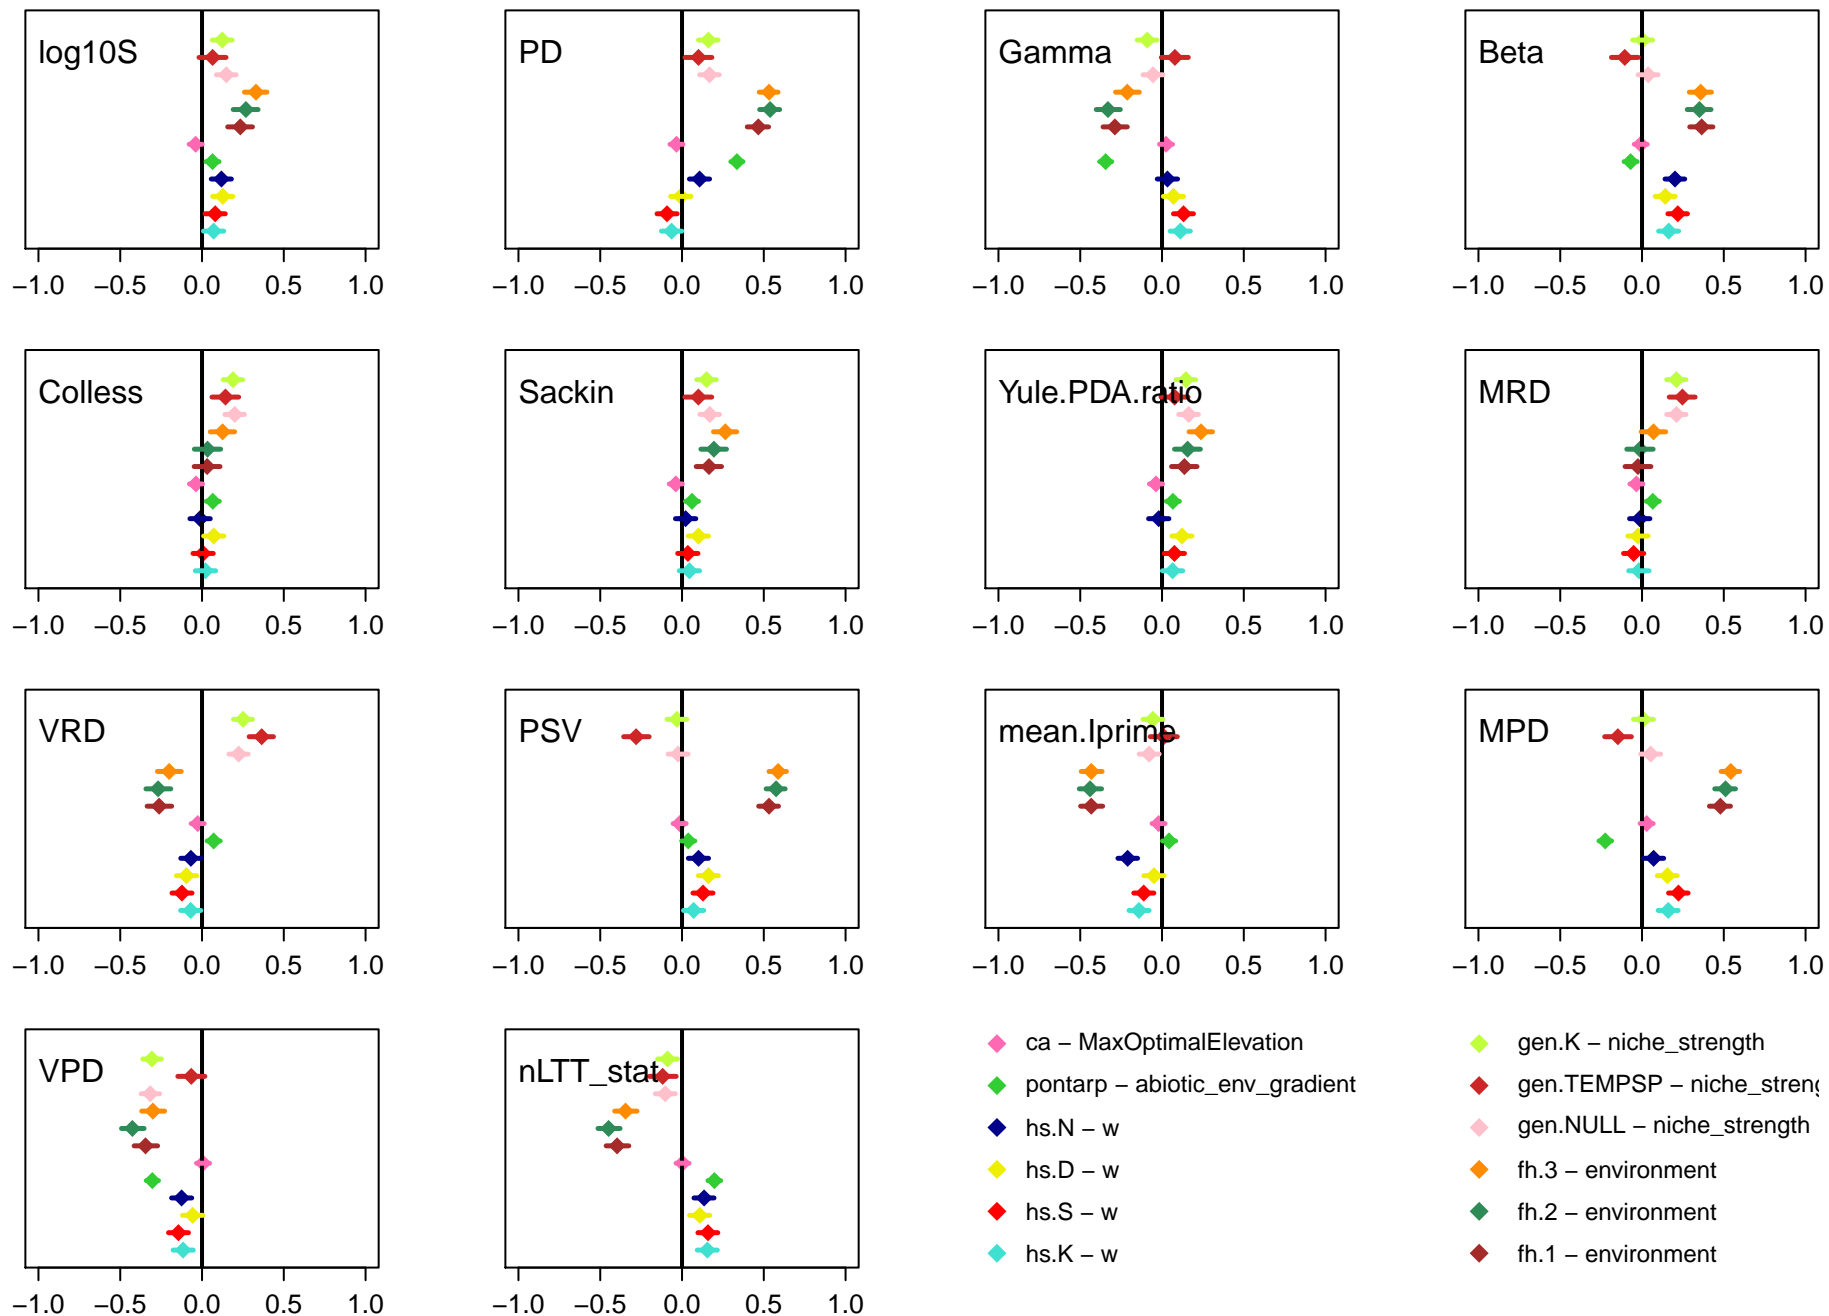 log10S
PD
Gamma
Beta
−1.0 −0.5 0.0 0.5 1.0
−1.0 −0.5 0.0 0.5 1.0
−1.0 −0.5 0.0 0.5 1.0
−1.0 −0.5 0.0 0.5 1.0
Colless
Sackin
Yule.PDA.ratio
MRD
−1.0 −0.5 0.0 0.5 1.0
−1.0 −0.5 0.0 0.5 1.0
−1.0 −0.5 0.0 0.5 1.0
−1.0 −0.5 0.0 0.5 1.0
VRD
PSV
mean.Iprime
MPD
−1.0 −0.5 0.0 0.5 1.0
−1.0 −0.5 0.0 0.5 1.0
−1.0 −0.5 0.0 0.5 1.0
−1.0 −0.5 0.0 0.5 1.0
VPD
nLTT_stat
−1.0 −0.5 0.0 0.5 1.0
−1.0 −0.5 0.0 0.5 1.0
ca − MaxOptimalElevation
pontarp − abiotic_env_gradient
hs.N − w
hs.D − w
hs.S − w
hs.K − w
gen.K − niche_strength
gen.TEMPSP − niche_streng
gen.NULL − niche_strength
fh.3 − environment
fh.2 − environment
fh.1 − environment